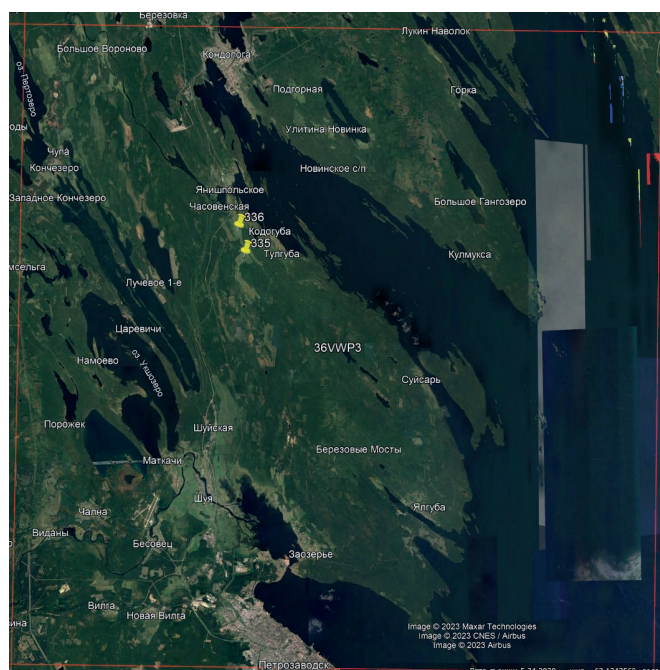 Березовка
Лукин Наволок
Большое Вороново
Кондопога
оз. Пертозеро
Подгорная
Горка
Улитина Новинка
Чупа
Кончезеро
Новинское с/п
Янишпольское
Западное Кончезеро
Часовенская
Большое Гангозеро
336
Кодогуба
335
Тулгуба
Кулмукса
Лучевое 1-е
Царевичи
36VWP3
Намоево
оз. Укшозеро
Суйсарь
Порожек
Шуйская
Березовые Мосты
Маткачи
Шуя
Чална
Ялгуба
Виданы
Бесовец
Заозерье
Вилга
Новая Вилга
Image © 2023 Maxar Technologies
Image © 2023 CNES / Airbus
Image © 2023 Airbus
Петрозаводск